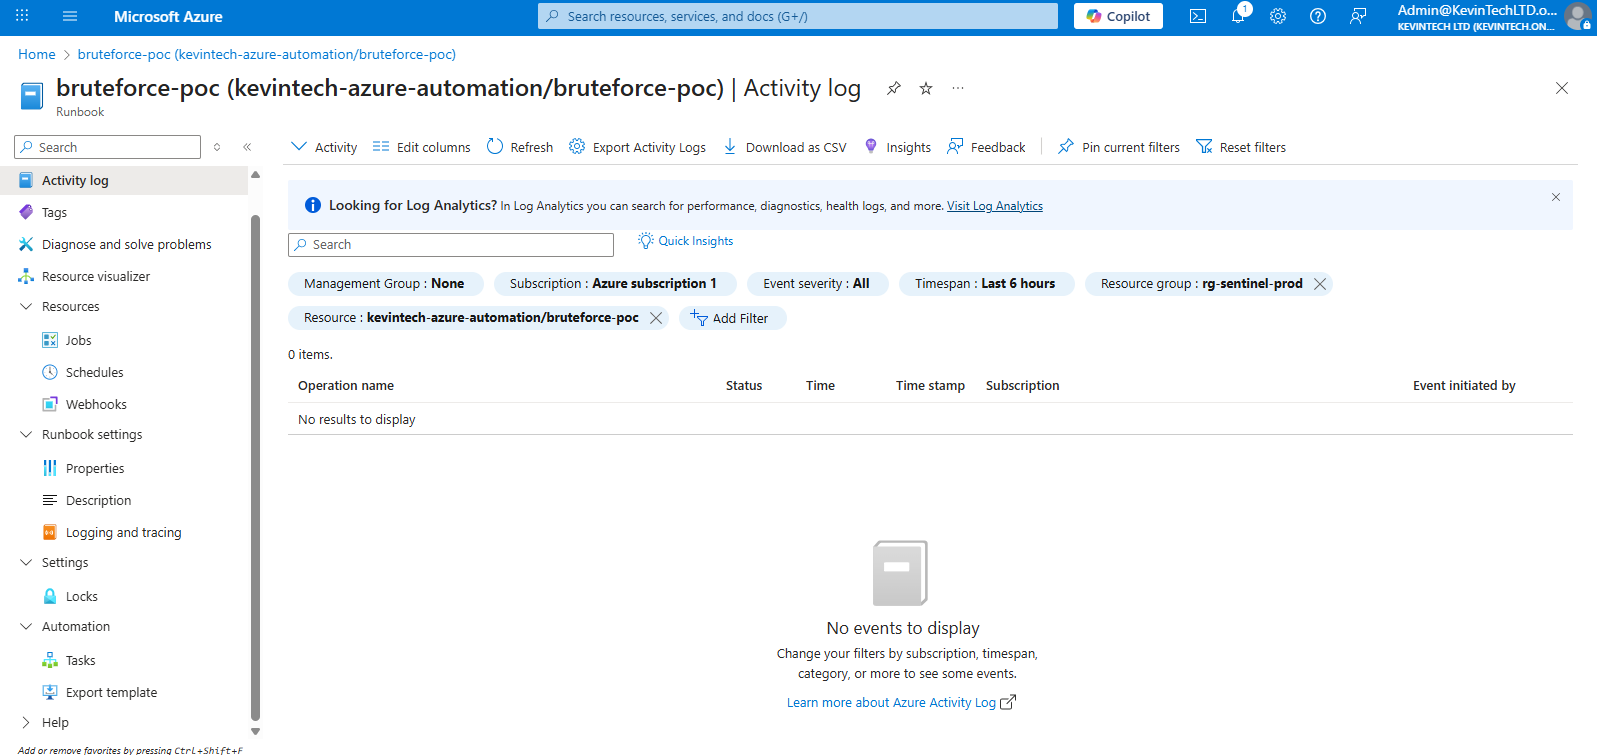 Microsoft Azure
Search resources, services, and docs (G+/)
Copilot
1
Admin@KevinTechLTD.o...
KEVINTECH LTD (KEVINTECH.ON...
Home > bruteforce-poc (kevintech-azure-automation/bruteforce-poc)
bruteforce-poc (kevintech-azure-automation/bruteforce-poc) | Activity log
Runbook
Search
Activity log
Tags
Diagnose and solve problems
Resource visualizer
Resources
Jobs
Schedules
Webhooks
Runbook settings
Properties
Description
Logging and tracing
Settings
Locks
Automation
Tasks
Export template
Help
Add or remove favorites by pressing Ctrl+Shift+F
Activity Edit columns Refresh Export Activity Logs Download as CSV Insights Feedback Pin current filters Reset filters
Looking for Log Analytics? In Log Analytics you can search for performance, diagnostics, health logs, and more. Visit Log Analytics
Search
Quick Insights
Management Group : None Subscription : Azure subscription 1 Event severity : All Timespan : Last 6 hours Resource group : rg-sentinel-prod
Resource : kevintech-azure-automation/bruteforce-poc Add Filter
0 items.
Operation name Status Time Time stamp Subscription Event initiated by
No results to display
No events to display
Change your filters by subscription, timespan,
category, or more to see some events.
Learn more about Azure Activity Log